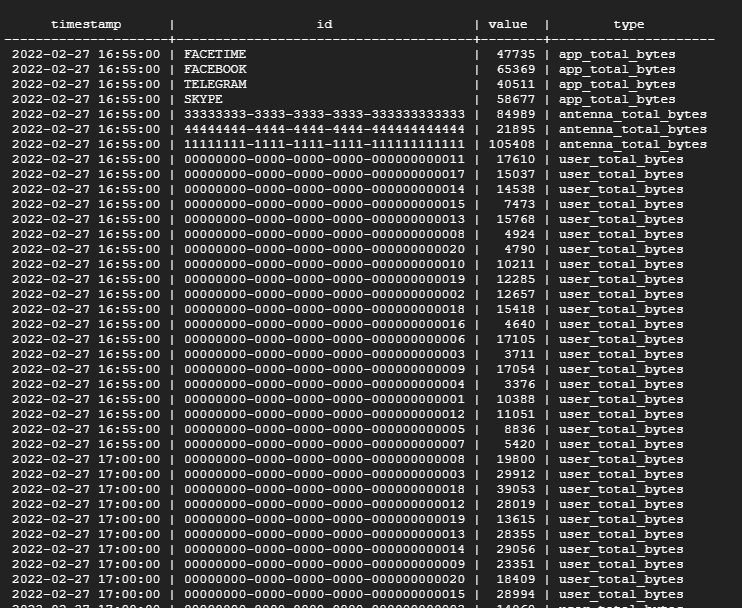 timestamp | id | value | type
---------------------+--------------------------------------+--------+---------------------
2022-02-27 16:55:00 | FACETIME | 47735 | app_total_bytes
2022-02-27 16:55:00 | FACEBOOK | 65369 | app_total_bytes
2022-02-27 16:55:00 | TELEGRAM | 40511 | app_total_bytes
2022-02-27 16:55:00 | SKYPE | 58677 | app_total_bytes
2022-02-27 16:55:00 | 33333333-3333-3333-3333-333333333333 | 84989 | antenna_total_bytes
2022-02-27 16:55:00 | 44444444-4444-4444-4444-444444444444 | 21895 | antenna_total_bytes
2022-02-27 16:55:00 | 11111111-1111-1111-1111-111111111111 | 105408 | antenna_total_bytes
2022-02-27 16:55:00 | 00000000-0000-0000-0000-000000000011 | 17610 | user_total_bytes
2022-02-27 16:55:00 | 00000000-0000-0000-0000-000000000017 | 15037 | user_total_bytes
2022-02-27 16:55:00 | 00000000-0000-0000-0000-000000000014 | 14538 | user_total_bytes
2022-02-27 16:55:00 | 00000000-0000-0000-0000-000000000015 | 7473 | user_total_bytes
2022-02-27 16:55:00 | 00000000-0000-0000-0000-000000000013 | 15768 | user_total_bytes
2022-02-27 16:55:00 | 00000000-0000-0000-0000-000000000008 | 4924 | user_total_bytes
2022-02-27 16:55:00 | 00000000-0000-0000-0000-000000000020 | 4790 | user_total_bytes
2022-02-27 16:55:00 | 00000000-0000-0000-0000-000000000010 | 10211 | user_total_bytes
2022-02-27 16:55:00 | 00000000-0000-0000-0000-000000000019 | 12285 | user_total_bytes
2022-02-27 16:55:00 | 00000000-0000-0000-0000-000000000002 | 12657 | user_total_bytes
2022-02-27 16:55:00 | 00000000-0000-0000-0000-000000000018 | 15418 | user_total_bytes
2022-02-27 16:55:00 | 00000000-0000-0000-0000-000000000016 | 4640 | user_total_bytes
2022-02-27 16:55:00 | 00000000-0000-0000-0000-000000000006 | 17105 | user_total_bytes
2022-02-27 16:55:00 | 00000000-0000-0000-0000-000000000003 | 3711 | user_total_bytes
2022-02-27 16:55:00 | 00000000-0000-0000-0000-000000000009 | 17054 | user_total_bytes
2022-02-27 16:55:00 | 00000000-0000-0000-0000-000000000004 | 3376 | user_total_bytes
2022-02-27 16:55:00 | 00000000-0000-0000-0000-000000000001 | 10388 | user_total_bytes
2022-02-27 16:55:00 | 00000000-0000-0000-0000-000000000012 | 11051 | user_total_bytes
2022-02-27 16:55:00 | 00000000-0000-0000-0000-000000000005 | 8836 | user_total_bytes
2022-02-27 16:55:00 | 00000000-0000-0000-0000-000000000007 | 5420 | user_total_bytes
2022-02-27 17:00:00 | 00000000-0000-0000-0000-000000000008 | 19800 | user_total_bytes
2022-02-27 17:00:00 | 00000000-0000-0000-0000-000000000003 | 29912 | user_total_bytes
2022-02-27 17:00:00 | 00000000-0000-0000-0000-000000000018 | 39053 | user_total_bytes
2022-02-27 17:00:00 | 00000000-0000-0000-0000-000000000012 | 28019 | user_total_bytes
2022-02-27 17:00:00 | 00000000-0000-0000-0000-000000000019 | 13615 | user_total_bytes
2022-02-27 17:00:00 | 00000000-0000-0000-0000-000000000013 | 28355 | user_total_bytes
2022-02-27 17:00:00 | 00000000-0000-0000-0000-000000000014 | 29056 | user_total_bytes
2022-02-27 17:00:00 | 00000000-0000-0000-0000-000000000009 | 23351 | user_total_bytes
2022-02-27 17:00:00 | 00000000-0000-0000-0000-000000000020 | 18409 | user_total_bytes
2022-02-27 17:00:00 | 00000000-0000-0000-0000-000000000015 | 28994 | user_total_bytes